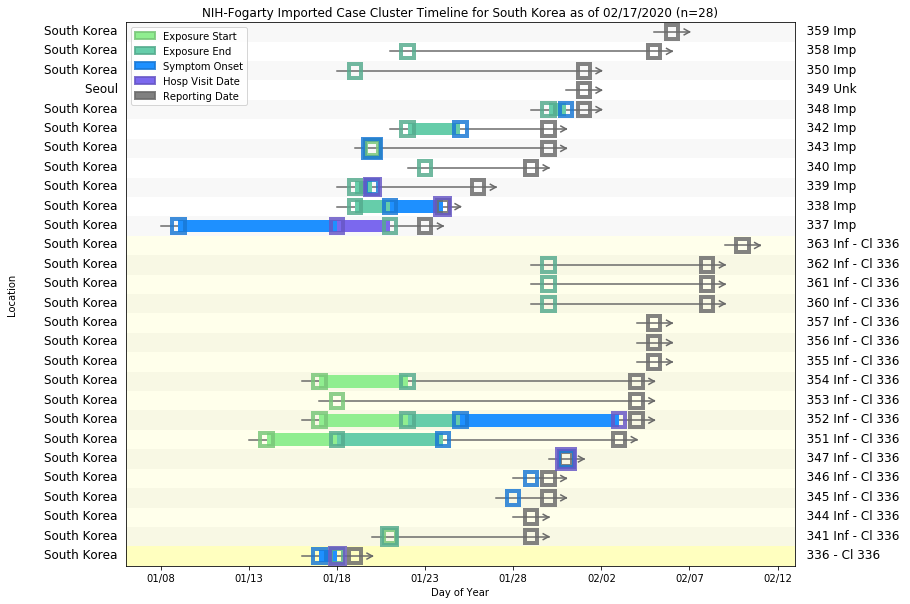 NIH-Fogarty Imported Case Cluster Timeline for South Korea as of 02/17/2020 (n=28)
Exposure Start
Exposure End
Symptom Onset
Hosp Visit Date
Reporting Date
South Korea 359 Imp
South Korea 358 Imp
South Korea 350 Imp
Seoul 349 Unk
South Korea 348 Imp
South Korea 342 Imp
South Korea 343 Imp
South Korea 340 Imp
South Korea 339 Imp
South Korea 338 Imp
South Korea 337 Imp
South Korea 363 Inf - Cl 336
South Korea 362 Inf - Cl 336
South Korea 361 Inf - Cl 336
South Korea 360 Inf - Cl 336
South Korea 357 Inf - Cl 336
South Korea 356 Inf - Cl 336
South Korea 355 Inf - Cl 336
South Korea 354 Inf - Cl 336
South Korea 353 Inf - Cl 336
South Korea 352 Inf - Cl 336
South Korea 351 Inf - Cl 336
South Korea 347 Inf - Cl 336
South Korea 346 Inf - Cl 336
South Korea 345 Inf - Cl 336
South Korea 344 Inf - Cl 336
South Korea 341 Inf - Cl 336
South Korea 336 - Cl 336
Location
01/08 01/13 01/18 01/23 01/28 02/02 02/07 02/12
Day of Year